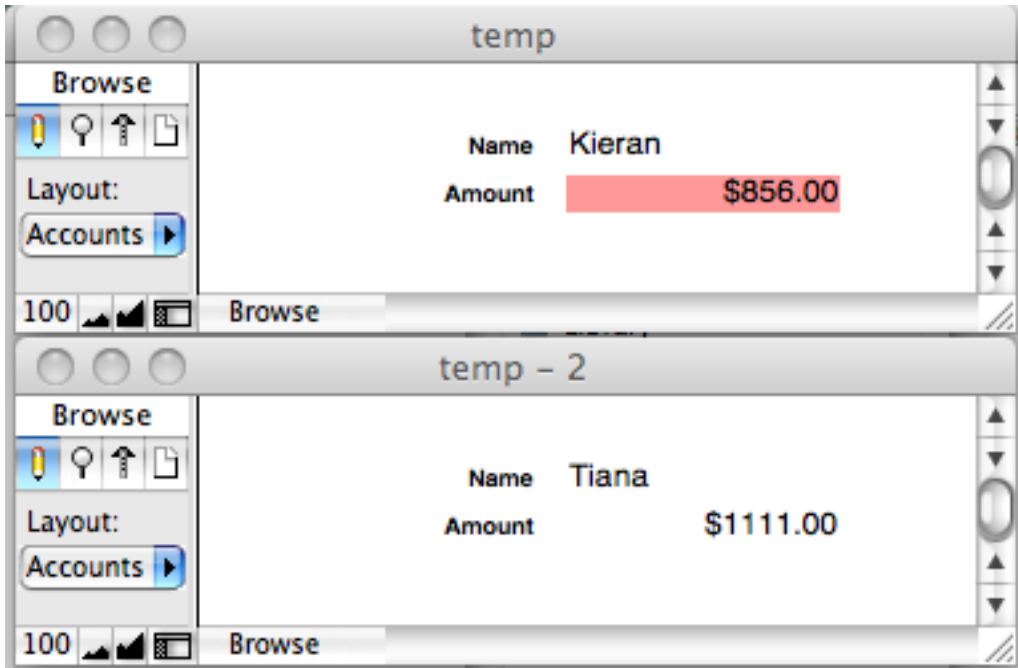 temp
Browse
Name Kieran
Layout:
Amount $856.00
Accounts
100 Browse
Library
temp – 2
Browse
Name Tiana
Layout:
Amount $1111.00
Accounts
100 Browse